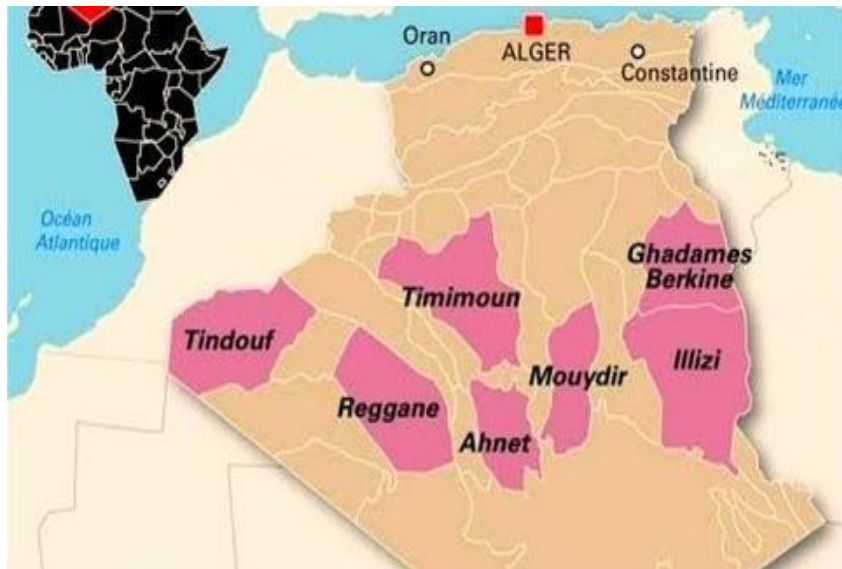 Oran
ALGER
Constantine
Mer
Méditerranée
Océan
Atlantique
Ghadames
Berkine
Timimoun
Tindouf
Illizi
Mouydir
Reggane
Ahnet